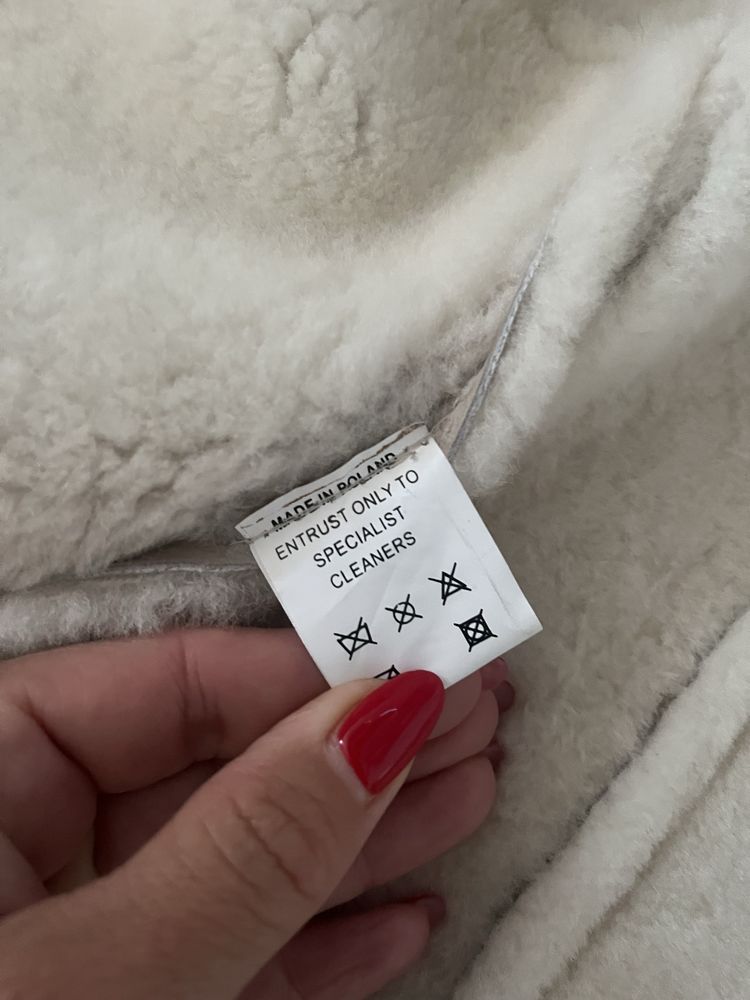 MADE IN POLAND
ENTRUST ONLY TO
SPECIALIST
CLEANERS